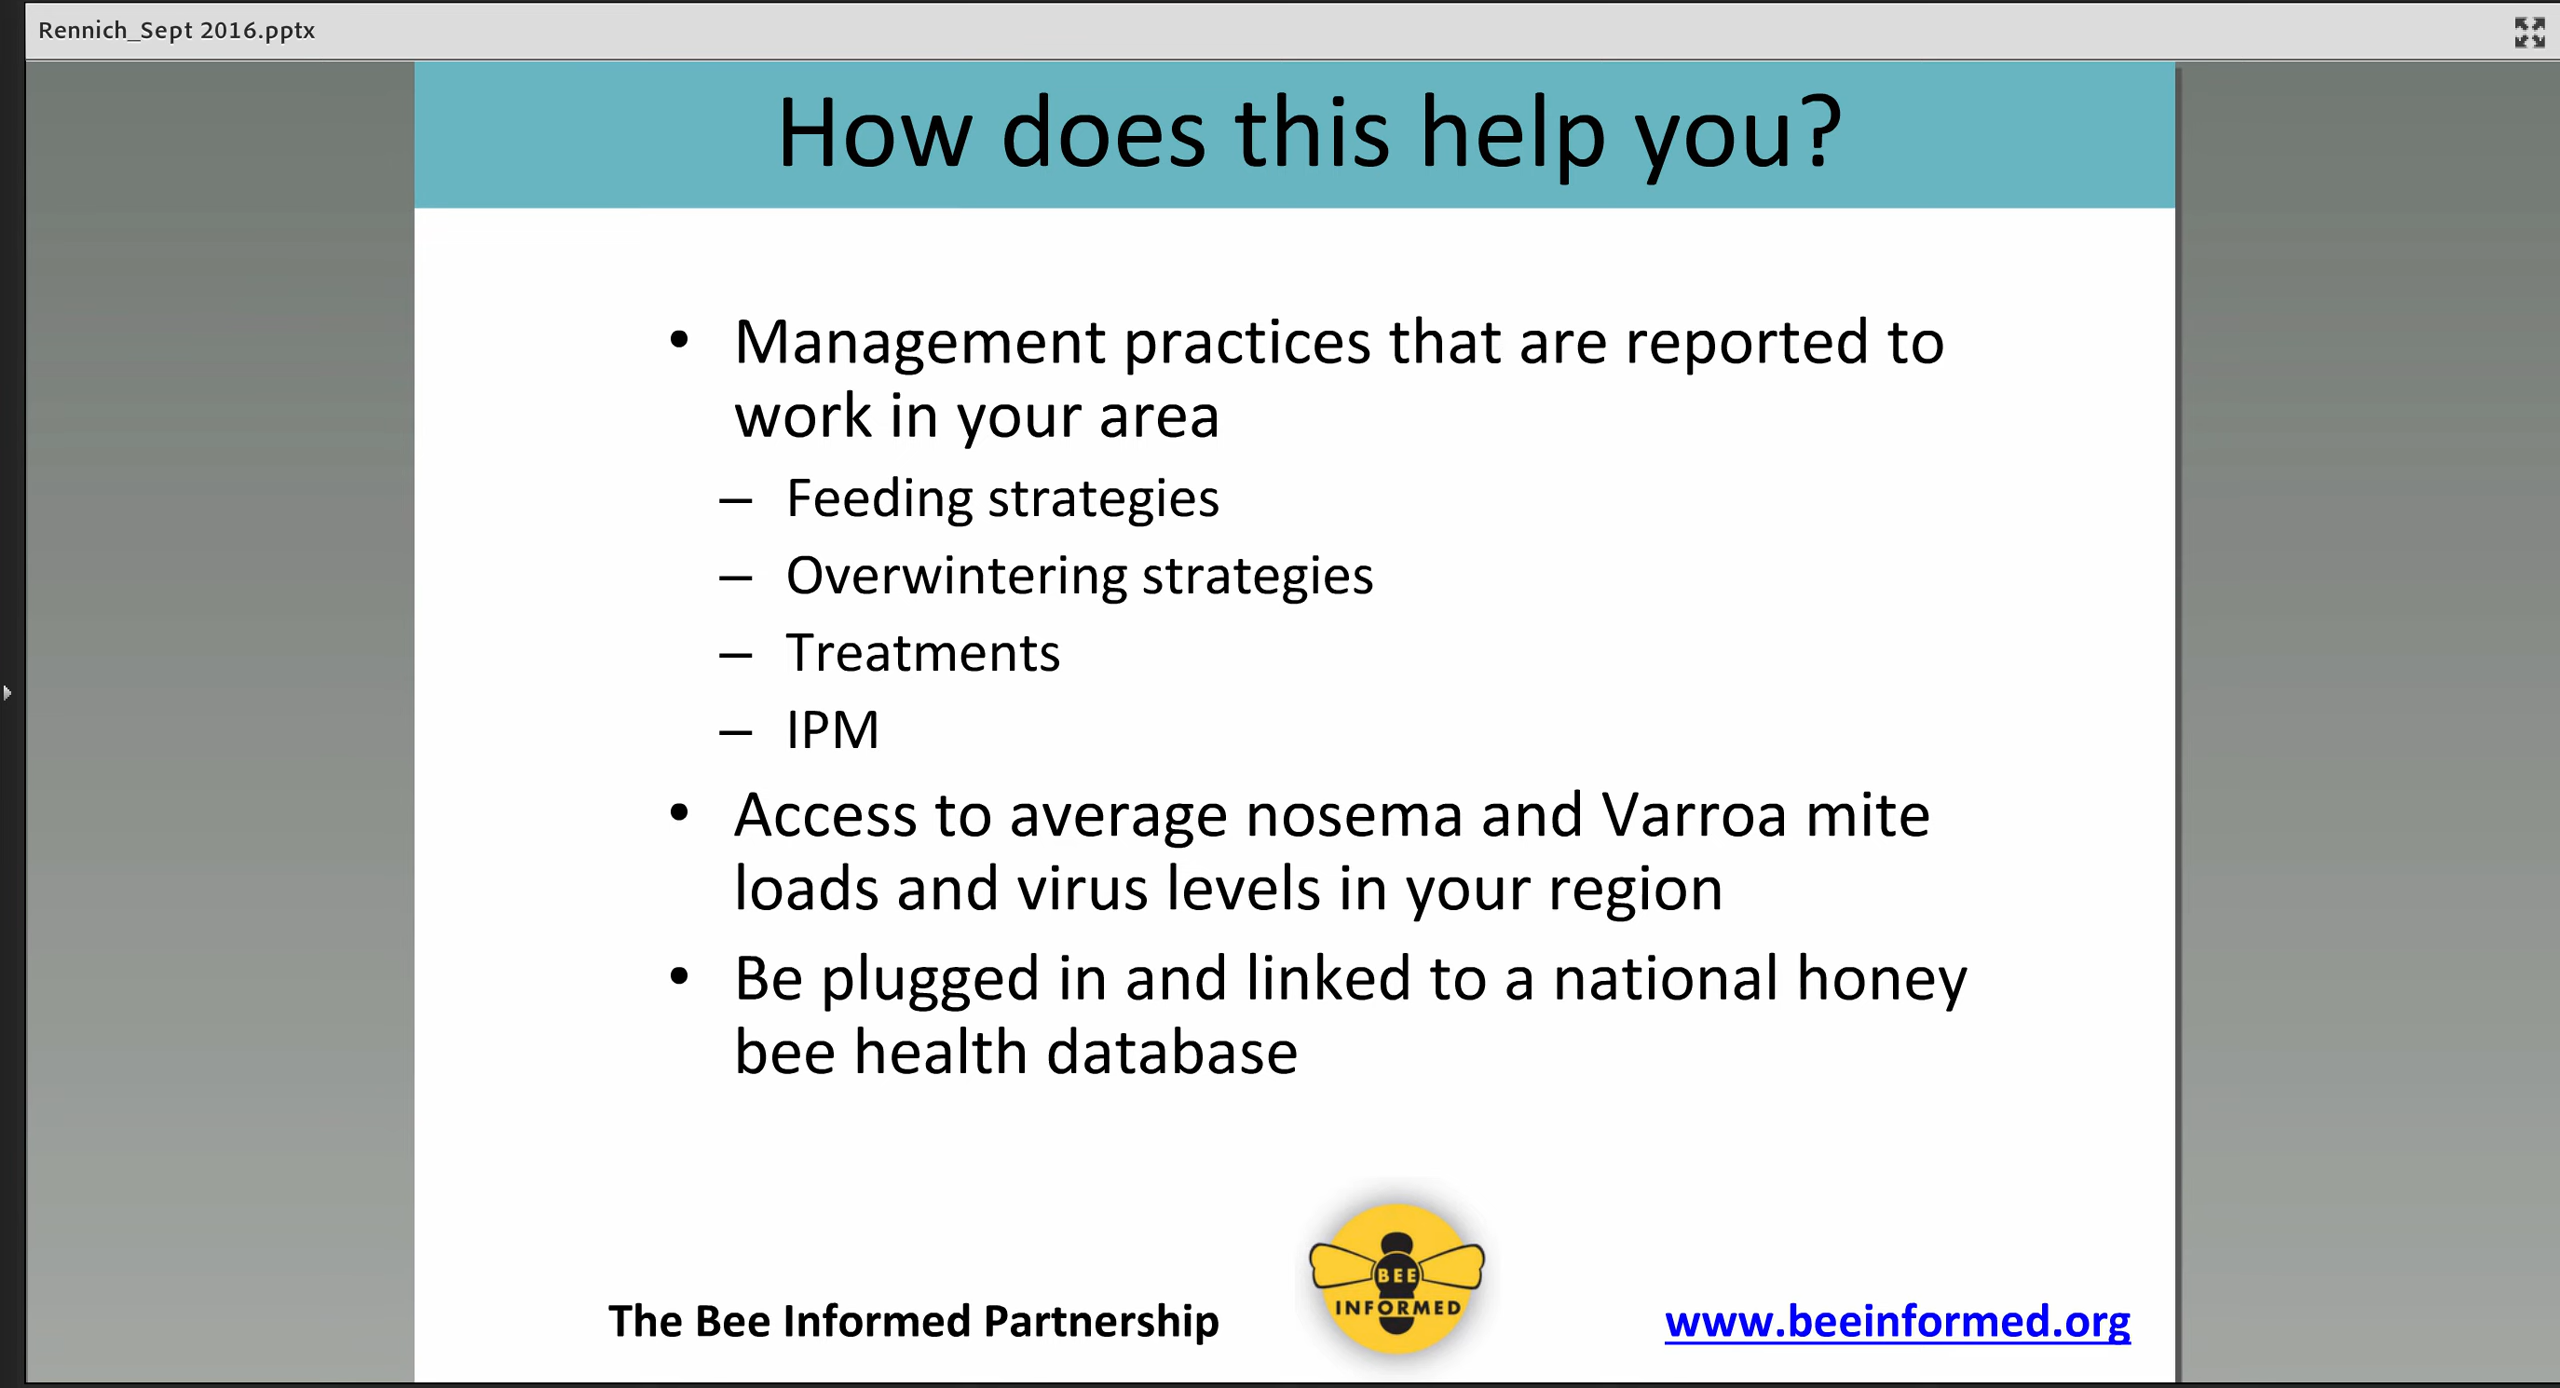 Rennich_Sept 2016.pptx
How does this help you?
• Management practices that are reported to
work in your area
– Feeding strategies
– Overwintering strategies
– Treatments
– IPM
• Access to average nosema and Varroa mite
loads and virus levels in your region
• Be plugged in and linked to a national honey
bee health database
The Bee Informed Partnership
BEE
INFORMED
www.beeinformed.org